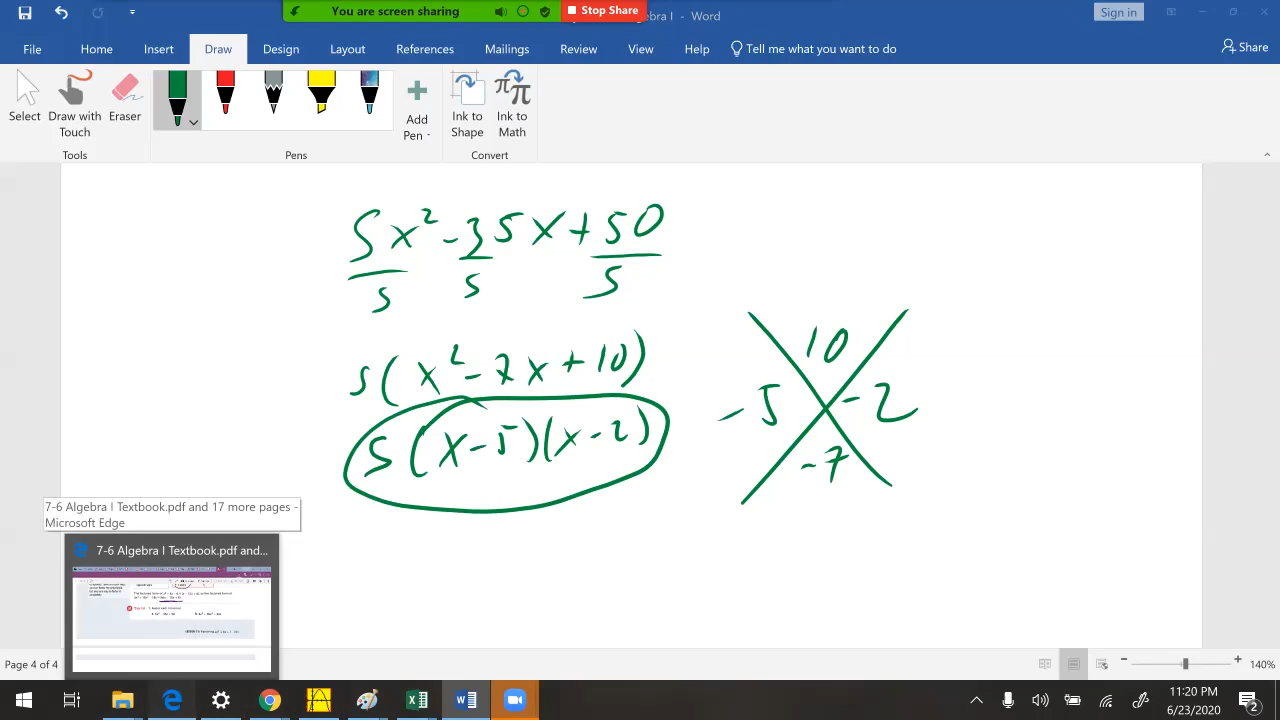 You are screen sharing
Stop Share
gebra I - Word
Sign in
File Home Insert Draw Design Layout References Mailings Review View Help Tell me what you want to do Share
Select Draw with Touch Eraser Add Pen Ink to Shape Ink to Math
Tools Pens Convert
5x² - 35x + 50
5 5 5
5(x² - 7x + 10)
5(x - 5)(x - 2)
10
-5 -2
-7
7-6 Algebra I Textbook.pdf and 17 more pages -
Microsoft Edge
7-6 Algebra I Textbook.pdf and...
Page 4 of 4
140%
11:20 PM
6/23/2020
2